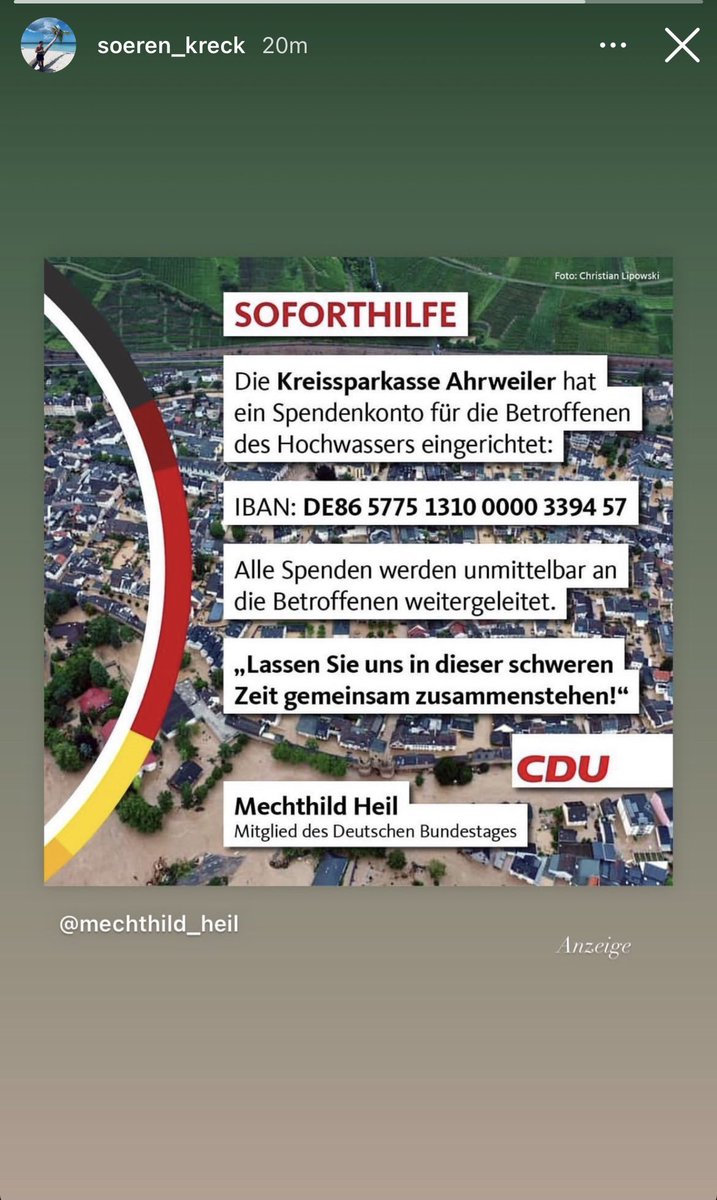 soeren_kreck 20m
Foto: Christian Lipowski
SOFORTHILFE
Die Kreissparkasse Ahrweiler hat
ein Spendenkonto für die Betroffenen
des Hochwassers eingerichtet:
IBAN: DE86 5775 1310 0000 3394 57
Alle Spenden werden unmittelbar an
die Betroffenen weitergeleitet.
„Lassen Sie uns in dieser schweren
Zeit gemeinsam zusammenstehen!“
CDU
Mechthild Heil
Mitglied des Deutschen Bundestages
@mechthild_heil
Anzeige